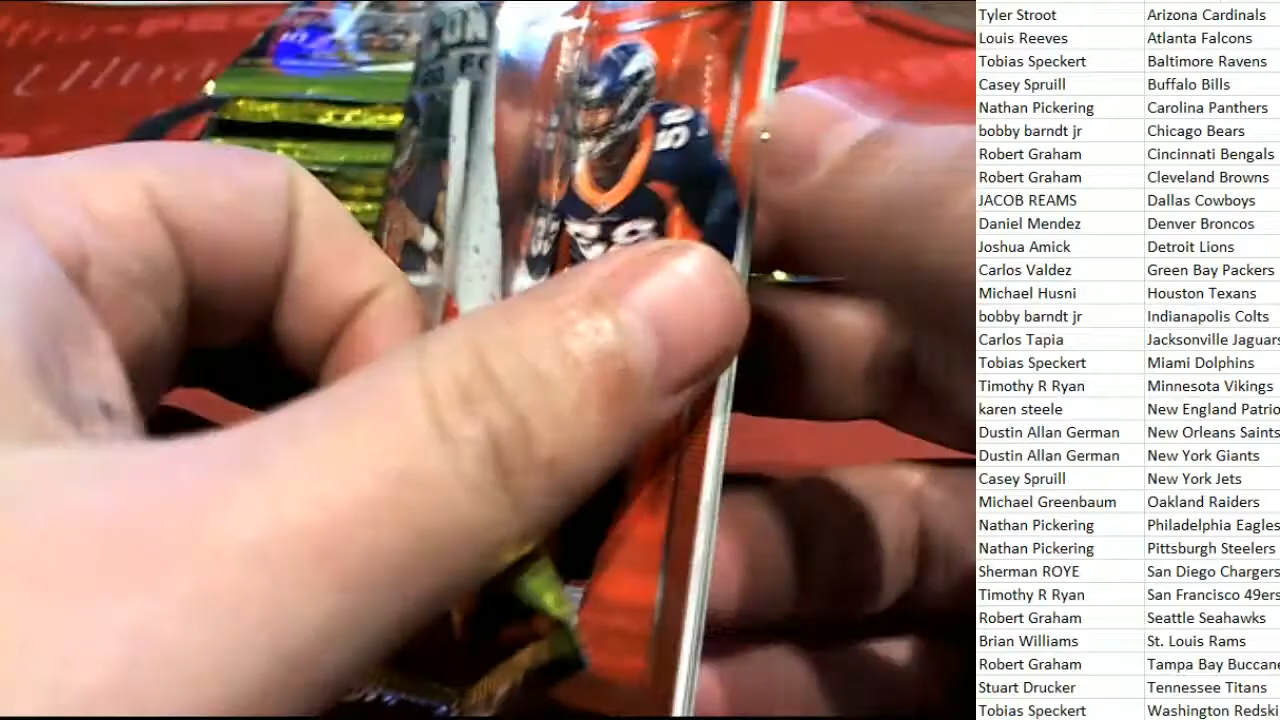 58
58
Tyler Stroot Arizona Cardinals
Louis Reeves Atlanta Falcons
Tobias Speckert Baltimore Ravens
Casey Spruill Buffalo Bills
Nathan Pickering Carolina Panthers
bobby barndt jr Chicago Bears
Robert Graham Cincinnati Bengals
Robert Graham Cleveland Browns
JACOB REAMS Dallas Cowboys
Daniel Mendez Denver Broncos
Joshua Amick Detroit Lions
Carlos Valdez Green Bay Packers
Michael Husni Houston Texans
bobby barndt jr Indianapolis Colts
Carlos Tapia Jacksonville Jaguars
Tobias Speckert Miami Dolphins
Timothy R Ryan Minnesota Vikings
karen steele New England Patrio
Dustin Allan German New Orleans Saints
Dustin Allan German New York Giants
Casey Spruill New York Jets
Michael Greenbaum Oakland Raiders
Nathan Pickering Philadelphia Eagles
Nathan Pickering Pittsburgh Steelers
Sherman ROYE San Diego Chargers
Timothy R Ryan San Francisco 49ers
Robert Graham Seattle Seahawks
Brian Williams St. Louis Rams
Robert Graham Tampa Bay Buccane
Stuart Drucker Tennessee Titans
Tobias Speckert Washington Redski